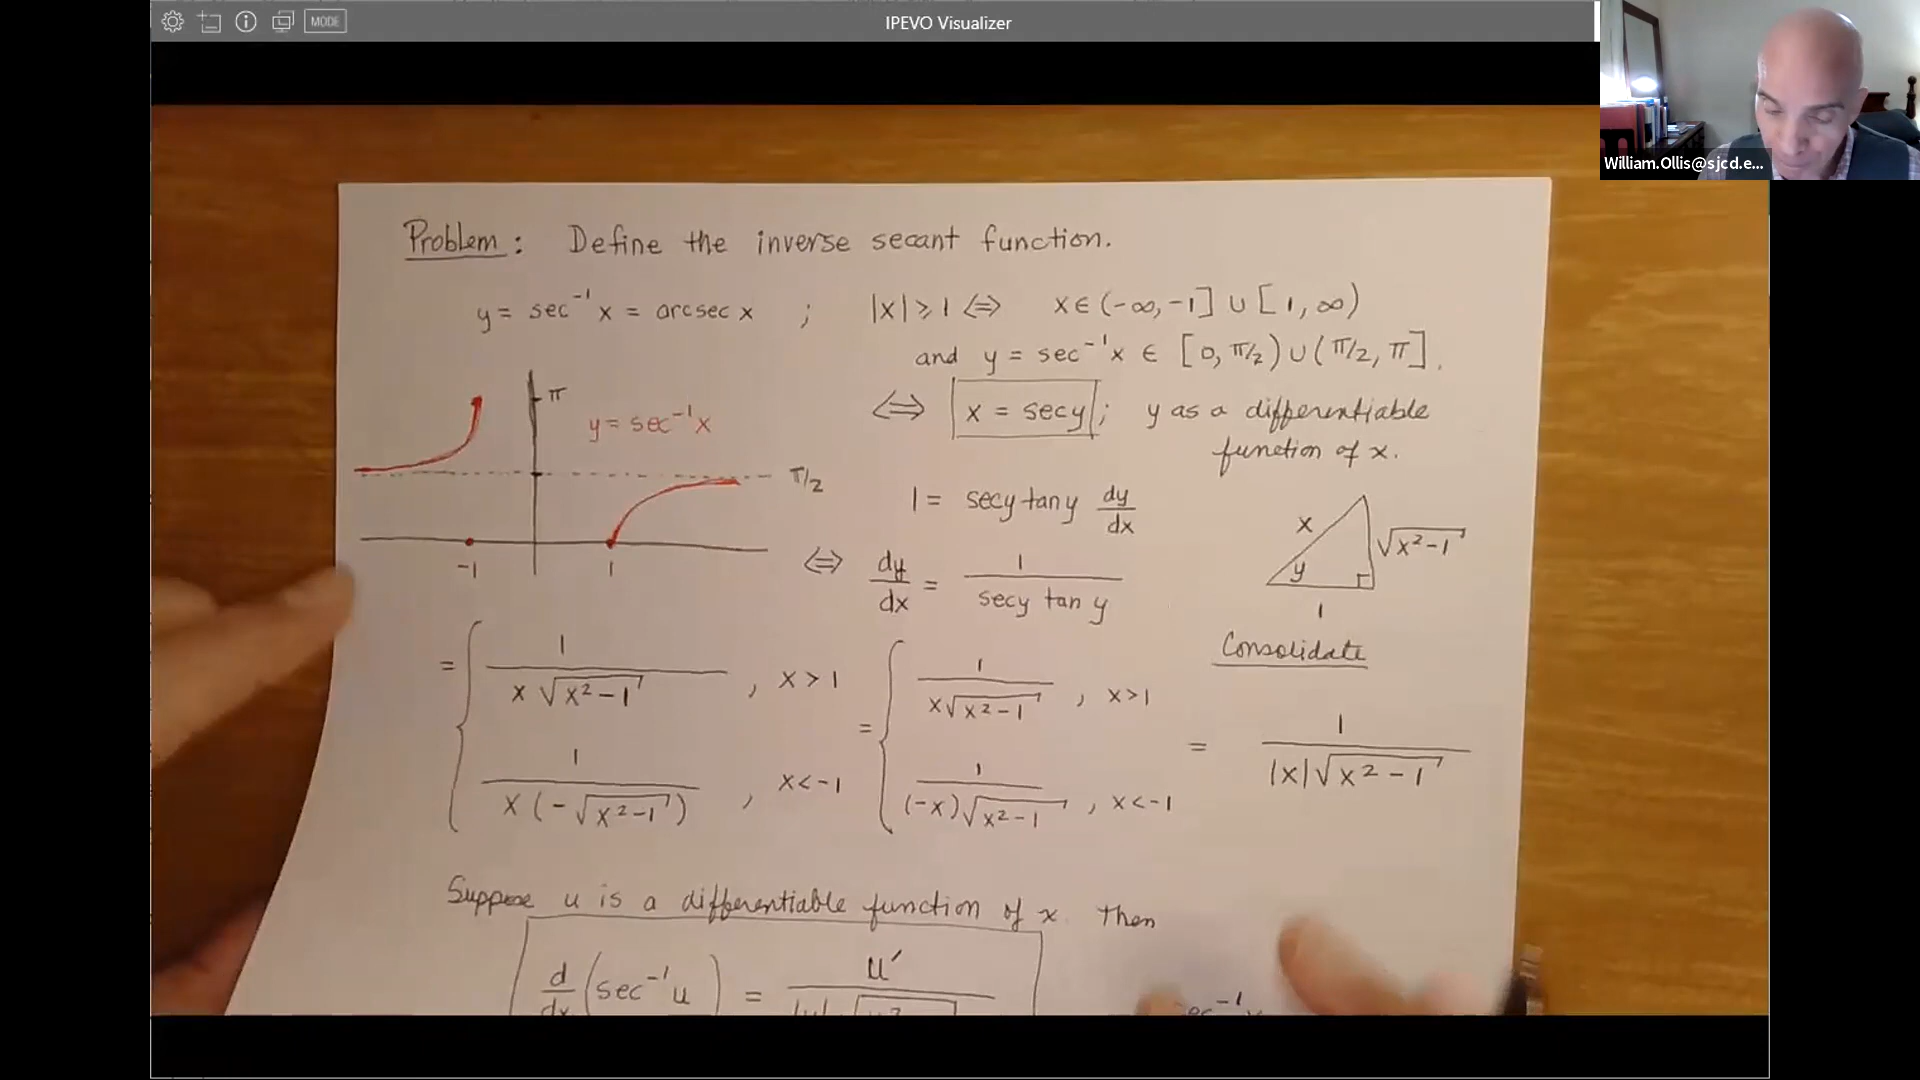 MODE
IPEVO Visualizer
William.Ollis@sjcd.e...
Problem: Define the inverse secant function.
y = sec⁻¹ x = arcsec x ; |x| ≥ 1 ⇔ x ∈ (-∞, -1] ∪ [1, ∞)
and y = sec⁻¹x ∈ [0, π/2) ∪ (π/2, π].
π
y = sec⁻¹x
π/2
-1 1
⇔ x = sec y ; y as a differentiable
function of x.
1 = sec y tan y dy/dx
⇔ dy/dx = 1/(sec y tan y)
x
√(x²-1)
y
1
Consolidate
= { 1/(x√(x²-1)) , x > 1
1/(x(-√(x²-1))) , x < -1
= { 1/(x√(x²-1)) , x > 1
1/((-x)√(x²-1)) , x < -1
= 1/(|x|√(x²-1))
Suppose u is a differentiable function of x. Then
d/dx (sec⁻¹u) = u′